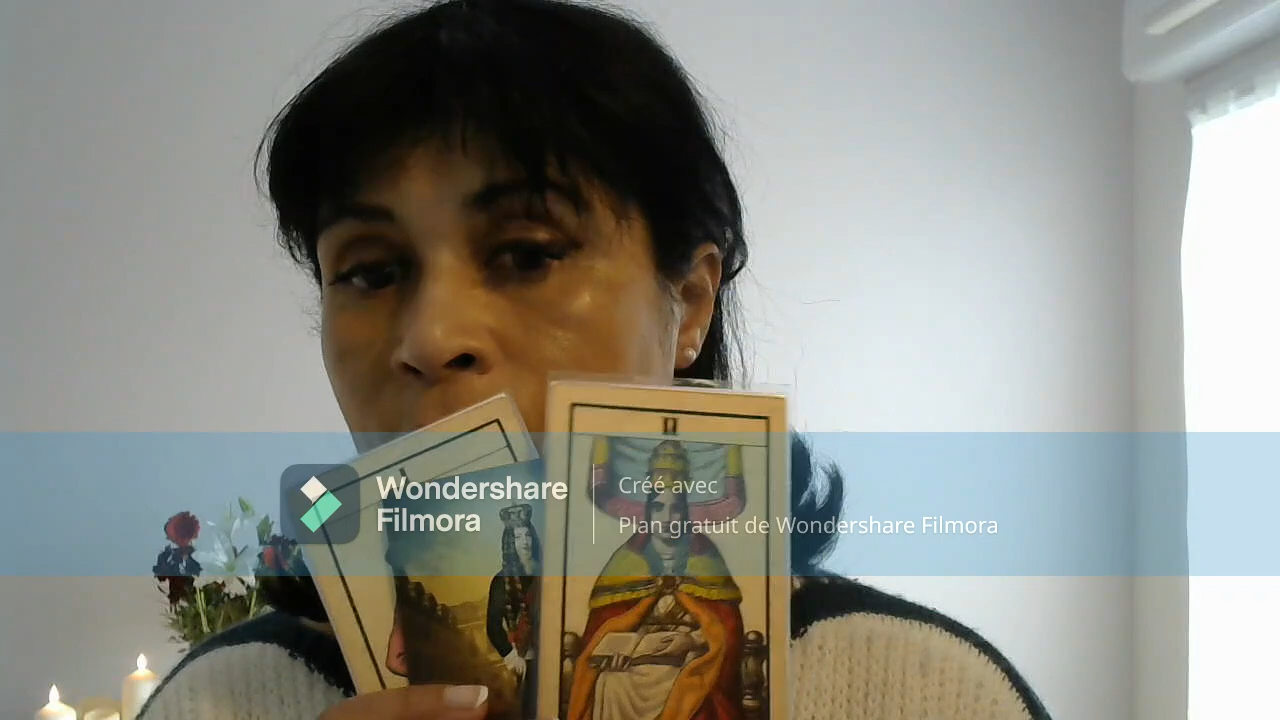 II
Wondershare
Filmora
Créé avec
Plan gratuit de Wondershare Filmora